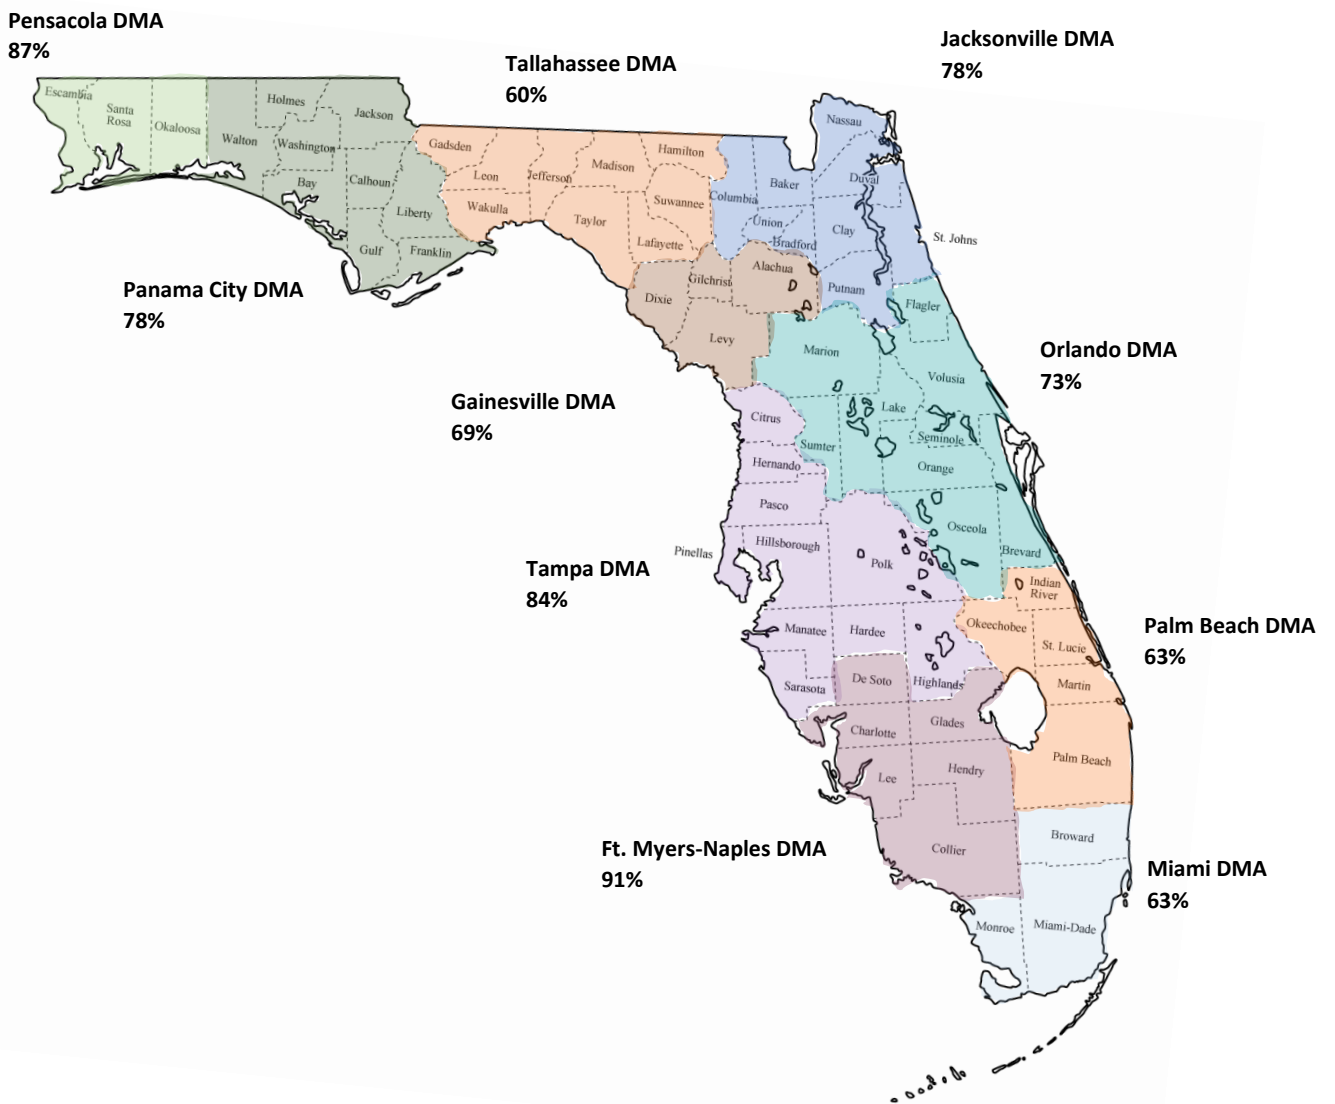 Pensacola DMA
87%
Jacksonville DMA
78%
Tallahassee DMA
60%
Escambia
Santa
Rosa
Okaloosa
Holmes
Jackson
Walton
Washington
Bay
Calhoun
Liberty
Gulf
Franklin
Gadsden
Leon
Jefferson
Madison
Hamilton
Wakulla
Taylor
Suwannee
Lafayette
Nassau
Baker
Duval
Columbia
Union
Bradford
Clay
St. Johns
Putnam
Panama City DMA
78%
Dixie
Gilchrist
Alachua
Levy
Flagler
Marion
Volusia
Lake
Sumter
Seminole
Orange
Osceola
Brevard
Orlando DMA
73%
Gainesville DMA
69%
Citrus
Hernando
Pasco
Pinellas
Hillsborough
Polk
Manatee
Hardee
Sarasota
Highlands
Tampa DMA
84%
Indian
River
Okeechobee
St. Lucie
Martin
Palm Beach
Palm Beach DMA
63%
De Soto
Charlotte
Glades
Lee
Hendry
Collier
Ft. Myers-Naples DMA
91%
Broward
Monroe
Miami-Dade
Miami DMA
63%